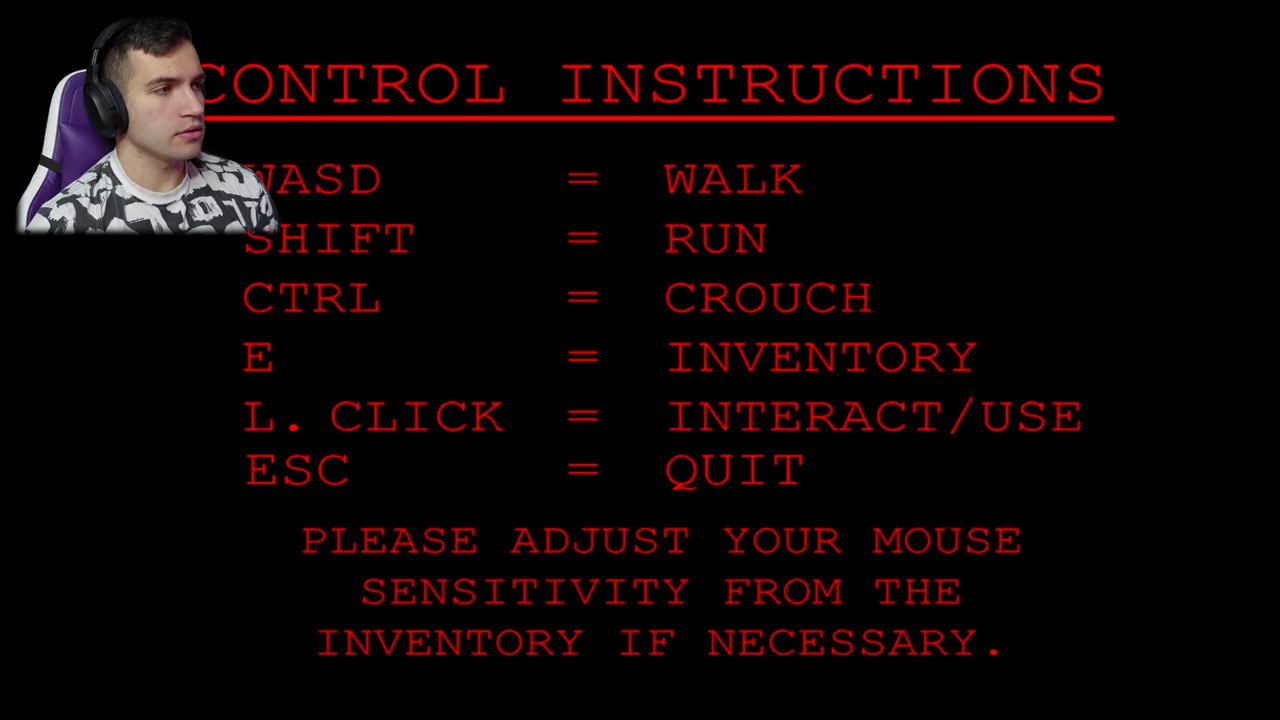 CONTROL INSTRUCTIONS
WASD = WALK
SHIFT = RUN
CTRL = CROUCH
E = INVENTORY
L. CLICK = INTERACT/USE
ESC = QUIT
PLEASE ADJUST YOUR MOUSE
SENSITIVITY FROM THE
INVENTORY IF NECESSARY.